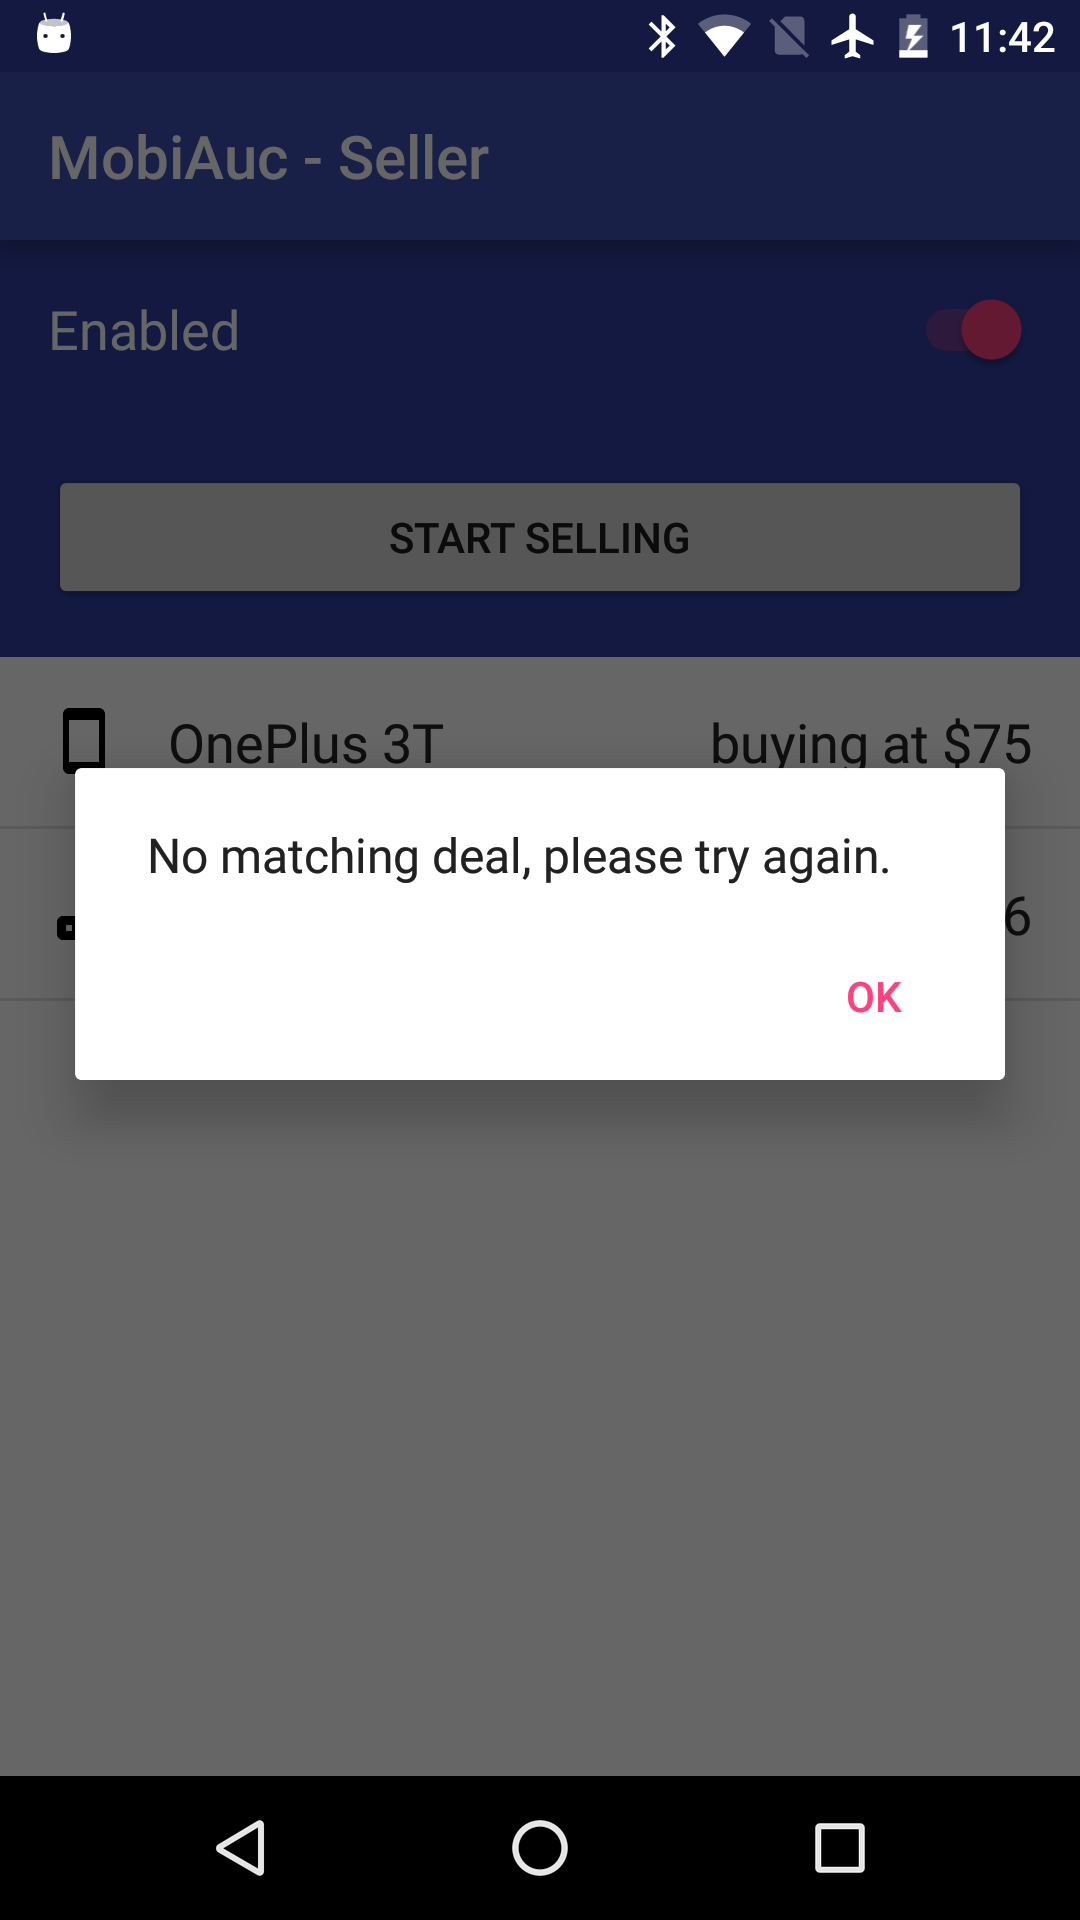 11:42
MobiAuc - Seller
Enabled
START SELLING
OnePlus 3T buying at $75
No matching deal, please try again.
6
OK